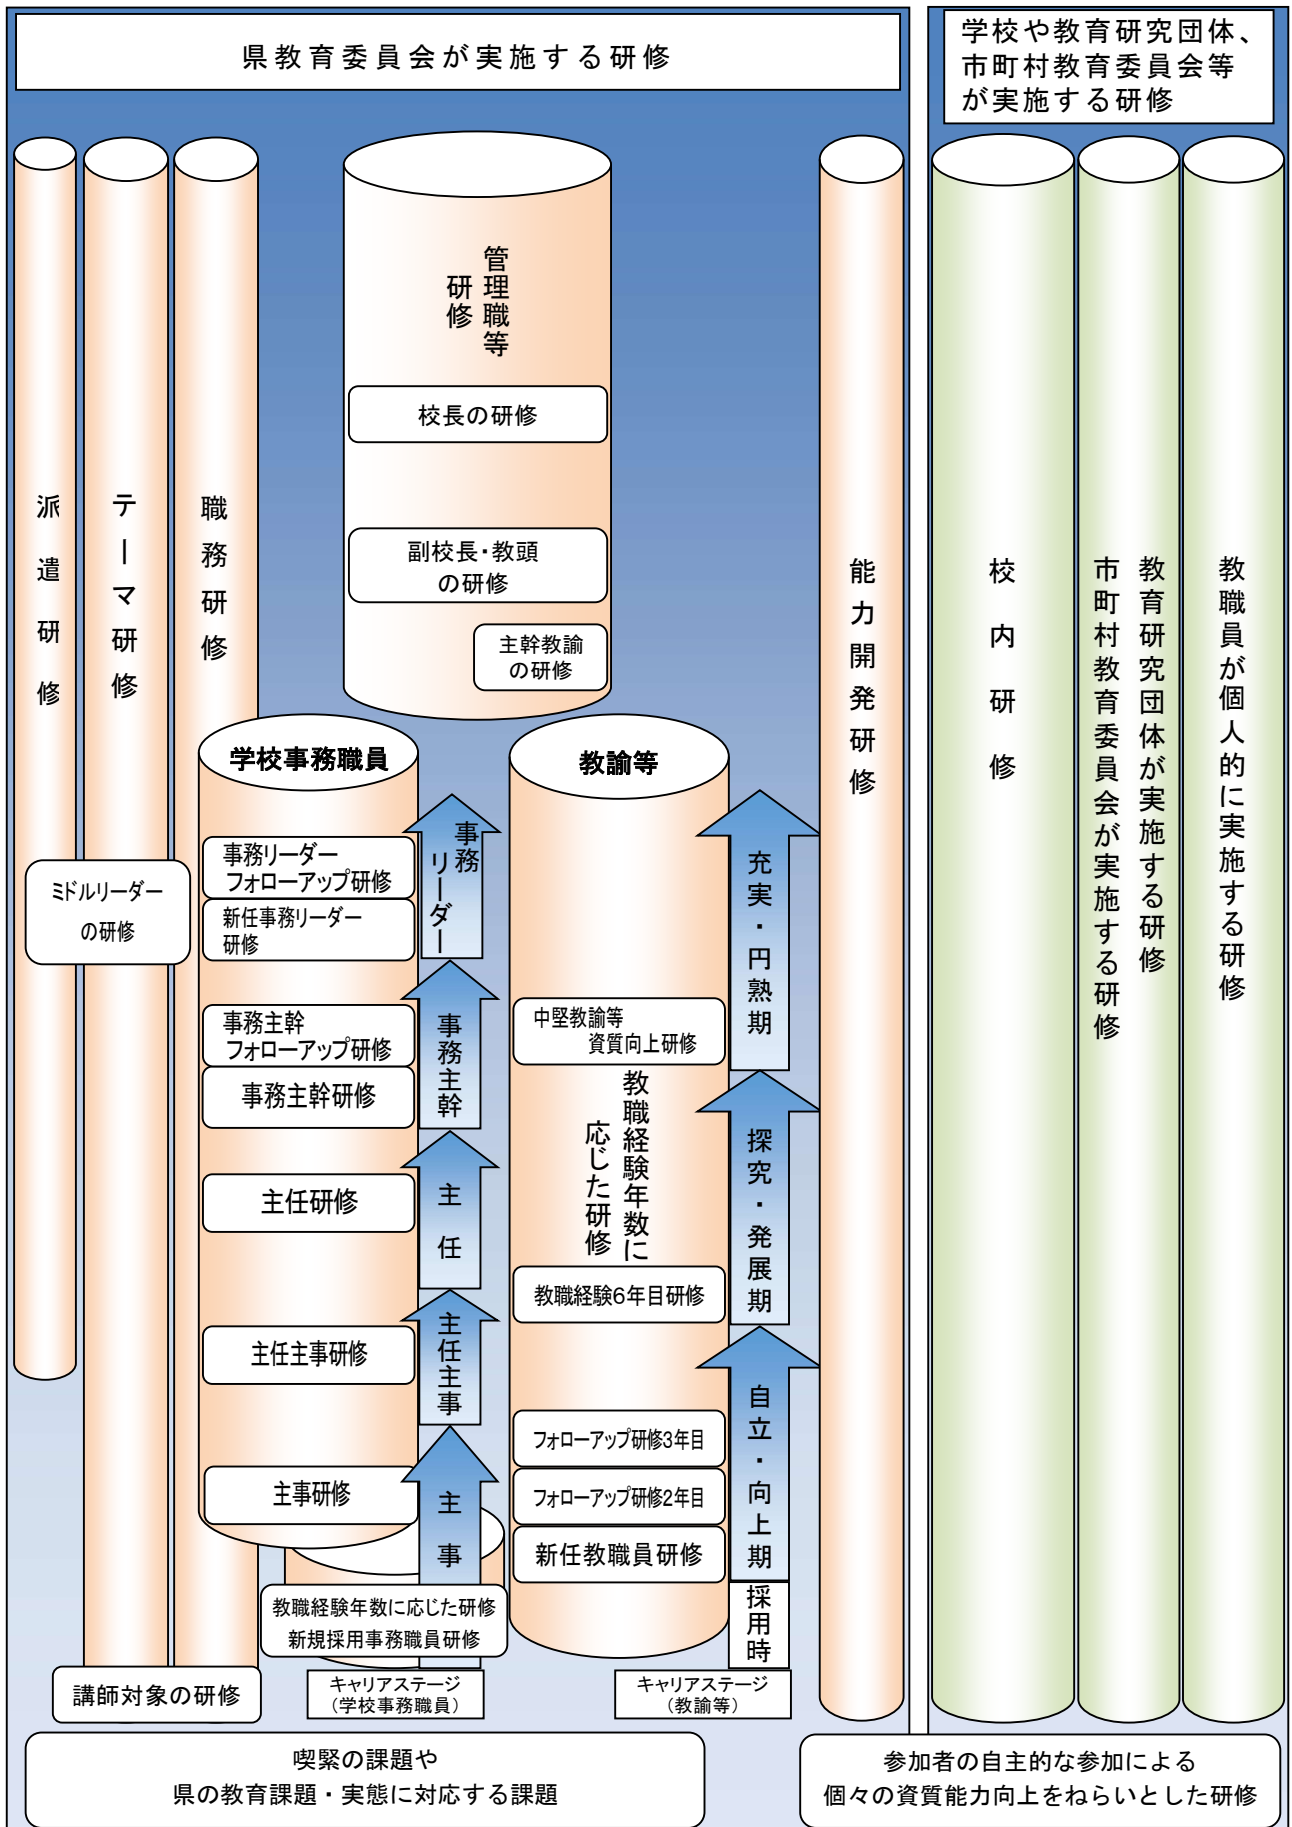 県教育委員会が実施する研修
学校や教育研究団体、
市町村教育委員会等
が実施する研修
派遣研修
テーマ研修
職務研修
管理職等
研修
校長の研修
副校長・教頭
の研修
主幹教諭
の研修
能力開発研修
校内研修
教育研究団体が実施する研修
市町村教育委員会が実施する研修
教職員が個人的に実施する研修
学校事務職員
事務リーダー
フォローアップ研修
新任事務リーダー
研修
ミドルリーダー
の研修
事務主幹
フォローアップ研修
事務主幹研修
主任研修
主任主事研修
主事研修
教職経験年数に応じた研修
新規採用事務職員研修
事務
リーダー
事務主幹
主任
主任主事
主事
キャリアステージ
（学校事務職員）
教諭等
中堅教諭等
資質向上研修
教職経験年数に
応じた研修
教職経験6年目研修
フォローアップ研修3年目
フォローアップ研修2年目
新任教職員研修
充実・円熟期
探究・発展期
自立・向上期
採用時
キャリアステージ
（教諭等）
講師対象の研修
喫緊の課題や
県の教育課題・実態に対応する課題
参加者の自主的な参加による
個々の資質能力向上をねらいとした研修